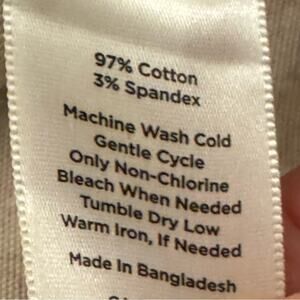 97% Cotton
3% Spandex
Machine Wash Cold
Gentle Cycle
Only Non-Chlorine
Bleach When Needed
Tumble Dry Low
Warm Iron, If Needed
Made In Bangladesh